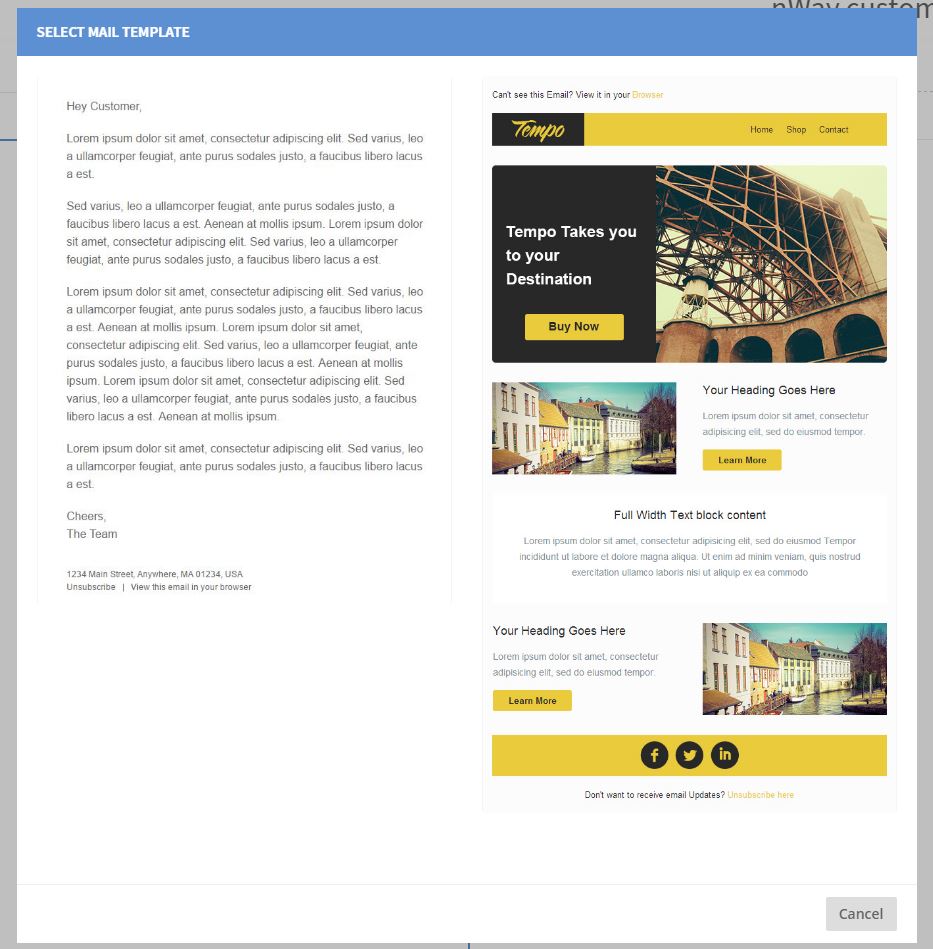 nWay custom
SELECT MAIL TEMPLATE
Hey Customer,
Lorem ipsum dolor sit amet, consectetur adipiscing elit. Sed varius, leo
a ullamcorper feugiat, ante purus sodales justo, a faucibus libero lacus
a est.
Sed varius, leo a ullamcorper feugiat, ante purus sodales justo, a
faucibus libero lacus a est. Aenean at mollis ipsum. Lorem ipsum dolor
sit amet, consectetur adipiscing elit. Sed varius, leo a ullamcorper
feugiat, ante purus sodales justo, a faucibus libero lacus a est.
Lorem ipsum dolor sit amet, consectetur adipiscing elit. Sed varius, leo
a ullamcorper feugiat, ante purus sodales justo, a faucibus libero lacus
a est. Aenean at mollis ipsum. Lorem ipsum dolor sit amet,
consectetur adipiscing elit. Sed varius, leo a ullamcorper feugiat, ante
purus sodales justo, a faucibus libero lacus a est. Aenean at mollis
ipsum. Lorem ipsum dolor sit amet, consectetur adipiscing elit. Sed
varius, leo a ullamcorper feugiat, ante purus sodales justo, a faucibus
libero lacus a est. Aenean at mollis ipsum.
Lorem ipsum dolor sit amet, consectetur adipiscing elit. Sed varius, leo
a ullamcorper feugiat, ante purus sodales justo, a faucibus libero lacus
a est.
Cheers,
The Team
1234 Main Street, Anywhere, MA 01234, USA
Unsubscribe | View this email in your browser
Can't see this Email? View it in your Browser
Tempo
Home Shop Contact
Tempo Takes you
to your
Destination
Buy Now
Your Heading Goes Here
Lorem ipsum dolor sit amet, consectetur
adipisicing elit, sed do eiusmod tempor.
Learn More
Full Width Text block content
Lorem ipsum dolor sit amet, consectetur adipisicing elit, sed do eiusmod Tempor
incididunt ut labore et dolore magna aliqua. Ut enim ad minim veniam, quis nostrud
exercitation ullamco laboris nisi ut aliquip ex ea commodo
Your Heading Goes Here
Lorem ipsum dolor sit amet, consectetur
adipisicing elit, sed do eiusmod tempor.
Learn More
Don't want to receive email Updates? Unsubscribe here
Cancel